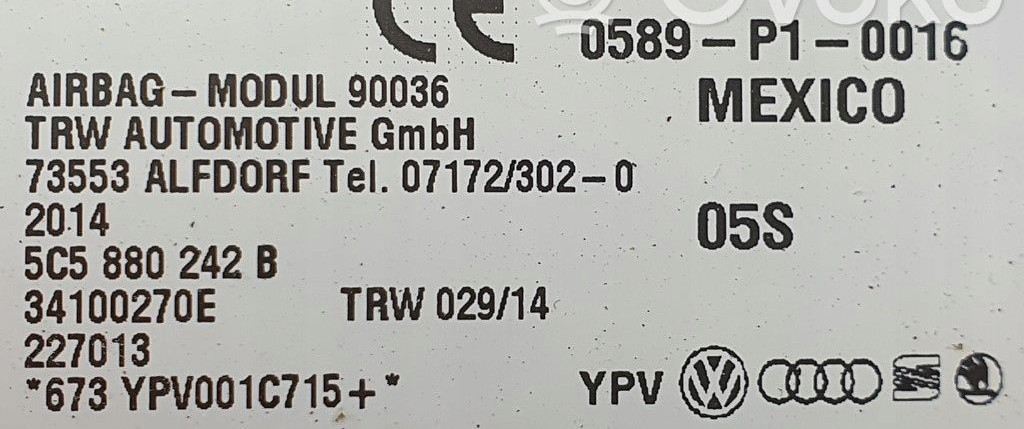 0589-P1-0016
AIRBAG-MODUL 90036
MEXICO
TRW AUTOMOTIVE GmbH
73553 ALFDORF Tel. 07172/302-0
2014
05S
5C5 880 242 B
34100270E TRW 029/14
227013
*673 YPV001C715+*
YPV